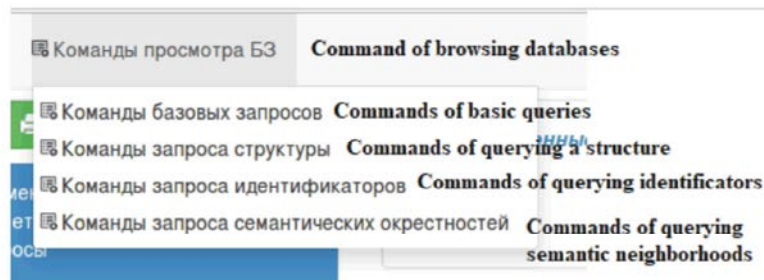 Команды просмотра БЗ Command of browsing databases
Команды базовых запросов Commands of basic queries
Команды запроса структуры Commands of querying a structure
Команды запроса идентификаторов Commands of querying identificators
Команды запроса семантических окрестностей Commands of querying
semantic neighborhoods